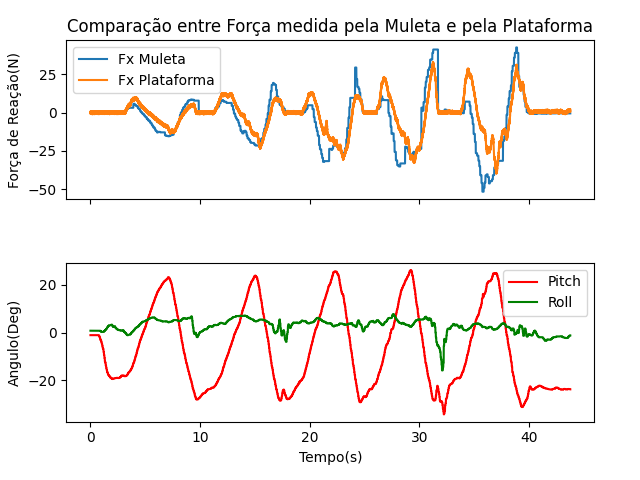 Comparação entre Força medida pela Muleta e pela Plataforma
Força de Reação(N)
25
0
−25
−50
Fx Muleta
Fx Plataforma
Angulo(Deg)
20
0
−20
Pitch
Roll
0 10 20 30 40
Tempo(s)